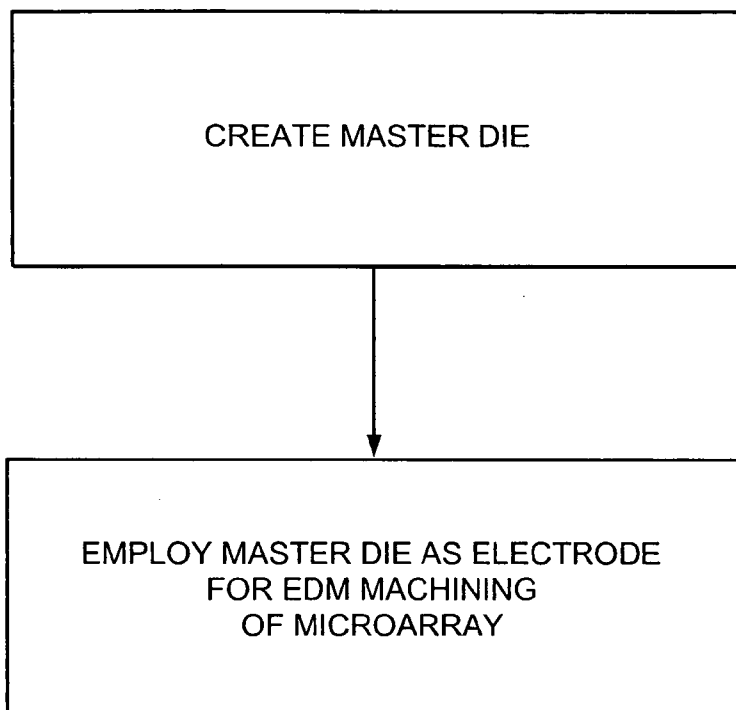 CREATE MASTER DIE
EMPLOY MASTER DIE AS ELECTRODE
FOR EDM MACHINING
OF MICROARRAY